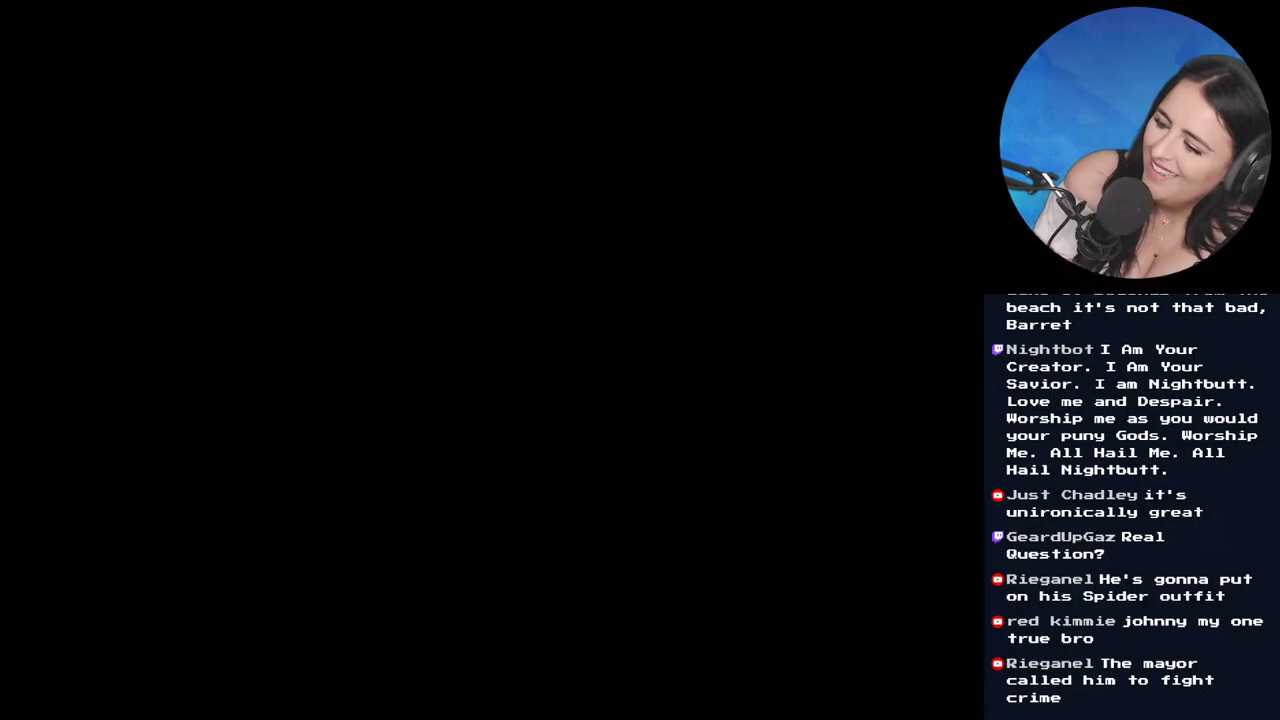 beach it's not that bad,
Barret
Nightbot I Am Your
Creator. I Am Your
Savior. I am Nightbutt.
Love me and Despair.
Worship me as you would
your puny Gods. Worship
Me. All Hail Me. All
Hail Nightbutt.
Just Chadley it's
unironically great
GeardUpGaz Real
Question?
Rieganel He's gonna put
on his Spider outfit
red kimmie johnny my one
true bro
Rieganel The mayor
called him to fight
crime